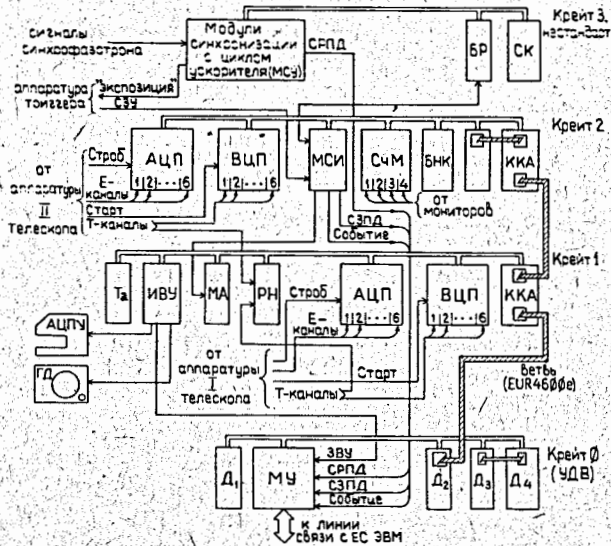 Крейт 3.
нестандарт
сигналы
синхрофазотрона
Модули
синхронизации
с циклом
ускорителя(МСУ)
СРПД
БР
СК
аппаратура
триггера
"экспозиция"
СЗУ
Крейт 2
АЦП
1 2 ... 6
ВЦП
1 2 ... 6
МСИ
СчМ
1 2 3 4
БНК
ККА
Строб
Е-
каналы
Старт
Т-каналы
от
аппаратуры
II
телескопа
от
мониторов
СЗПД
Событие
Крейт 1
Та
ИВУ
МА
РН
АЦП
1 2 ... 6
ВЦП
1 2 ... 6
ККА
Строб
Е-
каналы
АЦПУ
ГД
от
аппаратуры
I
телескопа
Старт
Т-каналы
ветвь
(EUR4600e)
Крейт 0
(УДВ)
Д1
МУ
ЗВУ
СРПД
СЗПД
Событие
Д2
Д3
Д4
к линии
связи с ЕС ЭВМ